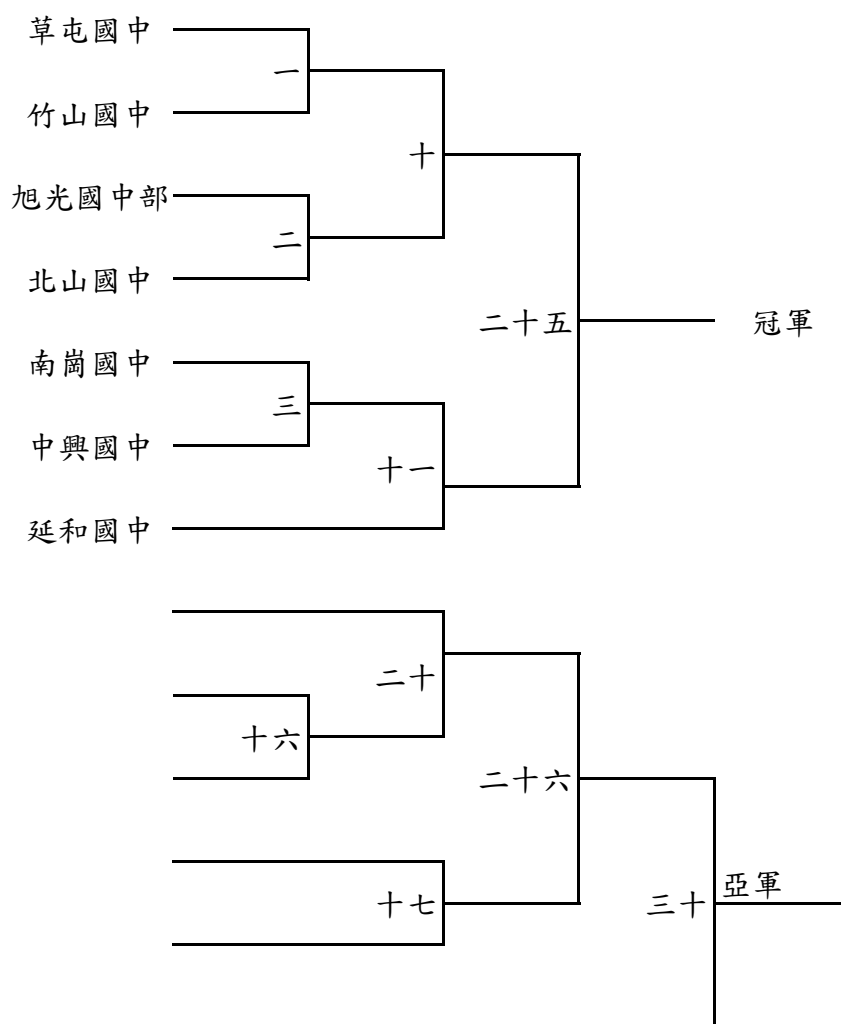 草屯國中
一
竹山國中
十
旭光國中部
二
北山國中
二十五
冠軍
南崗國中
三
中興國中
十一
延和國中
二十
十六
二十六
十七
三十
亞軍